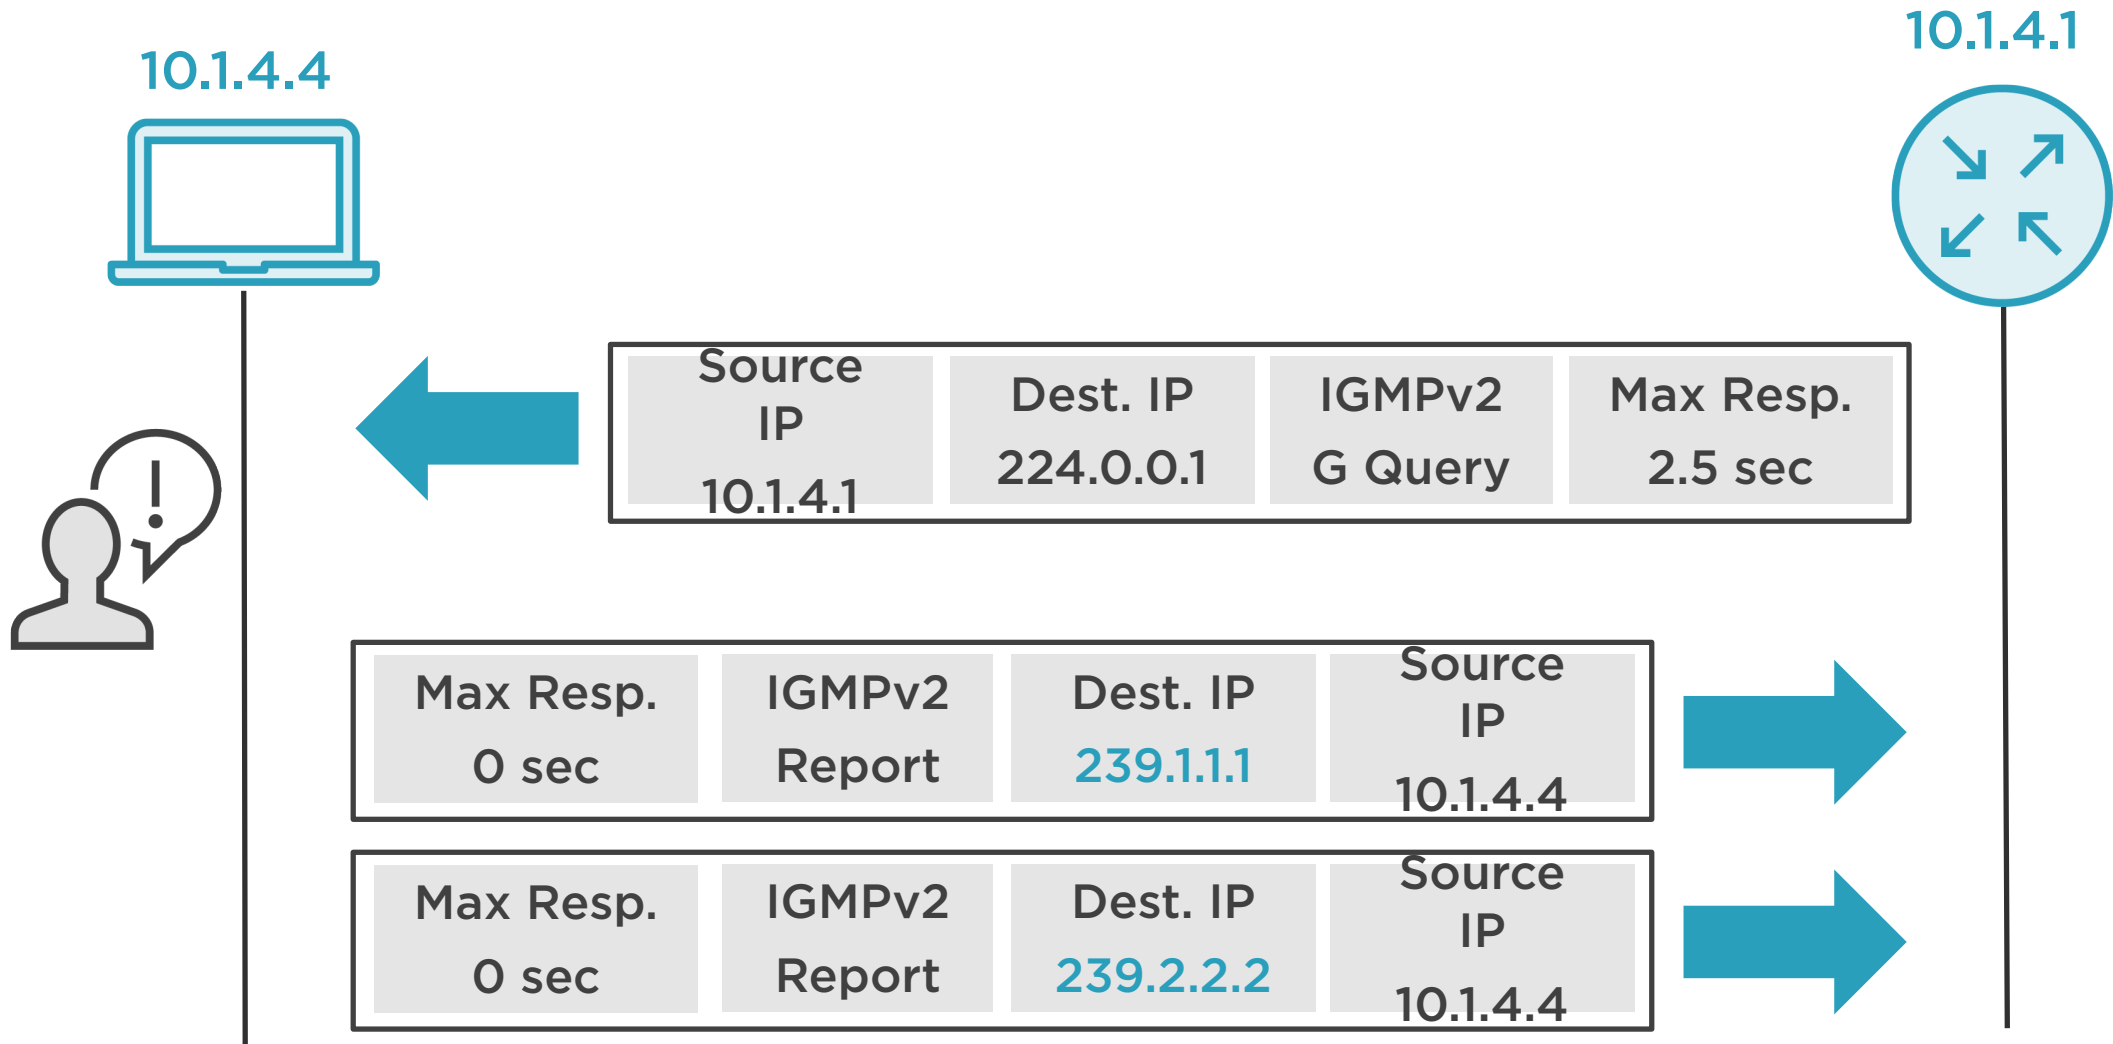 10.1.4.4
10.1.4.1
Source
IP
10.1.4.1
Dest. IP
224.0.0.1
IGMPv2
G Query
Max Resp.
2.5 sec
Max Resp.
0 sec
IGMPv2
Report
Dest. IP
239.1.1.1
Source
IP
10.1.4.4
Max Resp.
0 sec
IGMPv2
Report
Dest. IP
239.2.2.2
Source
IP
10.1.4.4